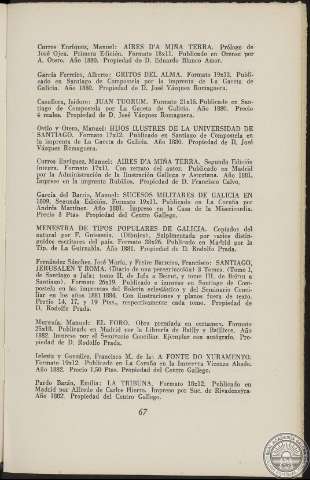 Curros Enríquez, Manuel: AIRES D'A MIÑA TERRA. Prólogo de
José Ojea. Primera Edición. Formato 18x11. Publicado en Orense por
A. Otero. Año 1880. Propiedad de D. Eduardo Blanco Amor.
García Ferreiro, Alberto: GRITOS DEL ALMA. Formato 19x13. Publi-
cado en Santiago de Compostela por la imprenta de La Gaceta de
Galicia. Año 1880. Propiedad de D. José Vázquez Romaguera.
Casulleras, Isidoro: JUAN TUORUM. Formato 21x15. Publicado en San-
tiago de Compostela por La Gaceta de Galicia. Año 1880. Precio
4 reales. Propiedad de D. José Vázquez Romaguera.
Ovilo y Otero, Manuel: HIJOS ILUSTRES DE LA UNIVERSIDAD DE
SANTIAGO. Formato 17x12. Publicado en Santiago de Compostela en
la imprenta de La Gaceta de Galicia. Año 1880. Propiedad de D. José
Vázquez Romaguera.
Curros Enríquez, Manuel: AIRES D'A MIÑA TERRA. Segunda Edición
Formato 17x11. Con retrato del autor. Publicado en Madrid
por la Administración de la Ilustración Gallega y Asturiana. Año 1881.
Impreso en la imprenta Rubiños. Propiedad de D. Francisco Calvo.
García del Barrio, Manuel: SUCESOS MILITARES DE GALICIA EN
1809. Segunda Edición. Formato 19x11. Publicado en La Coruña por
Andrés Martínez. Año 1881. Impreso en la Casa de la Misericordia.
Precio 3 Ptas. Propiedad del Centro Gallego.
MENESTRA DE TIPOS POPULARES DE GALICIA. Copiados del
natural por F. Guisasola. (Dibujos). Salpimentada por varios distin-
guidos escritores del país. Formato Publicado en Madrid por la
Tip. de La Guirnalda. Año 1881. Propiedad de D. Rodolfo Prada.
Fernández Sánchez, José María, y Freire Barreiro, Francisco: SANTIAGO,
JERUSALEN Y ROMA. (Diario de una peregrinación) 3 Tomos. (Tomo I,
de Santiago a Jafa; tomo II, de Jafa a Beirut, y tomo III, de Beirut a
Santiago). Formato 26x19. Publicado e impreso en Santiago de Com-
postela en las imprentas del Boletín eclesiástico y del Seminario Conci-
liar en los años 1881 1884. Con ilustraciones y planos fuera de texto.
Precio 14, 17, y 19 Ptas., respectivamente cada tomo. Propiedad de
D. Rodolfo Prada.
Murguía, Manuel: EL FORO. Obra premiada en certamen. Formato
Publicado en Madrid por la Librería de Bailly - Bailliere. Año
1882. Impreso por el Seminario Conciliar. Ejemplar con autógrafo. Pro-
piedad de D. Rodolfo Prada.
Iglesia y González, Francisco M. de la: A FONTE DO XURAMENTO.
Formato 19x12. Publicado en La Coruña en la Imprenta Vicente Abado.
Año 1882. Precio 1,50 Ptas. Propiedad del Centro Gallego.
Pardo Bazán, Emilia: LA TRIBUNA. Formato 18x12. Publicado en
Madrid por Alfredo de Carlos Hierro. Impreso por Suc. de Rivadeneyra.
Año 1882. Propiedad del Centro Gallego.
67